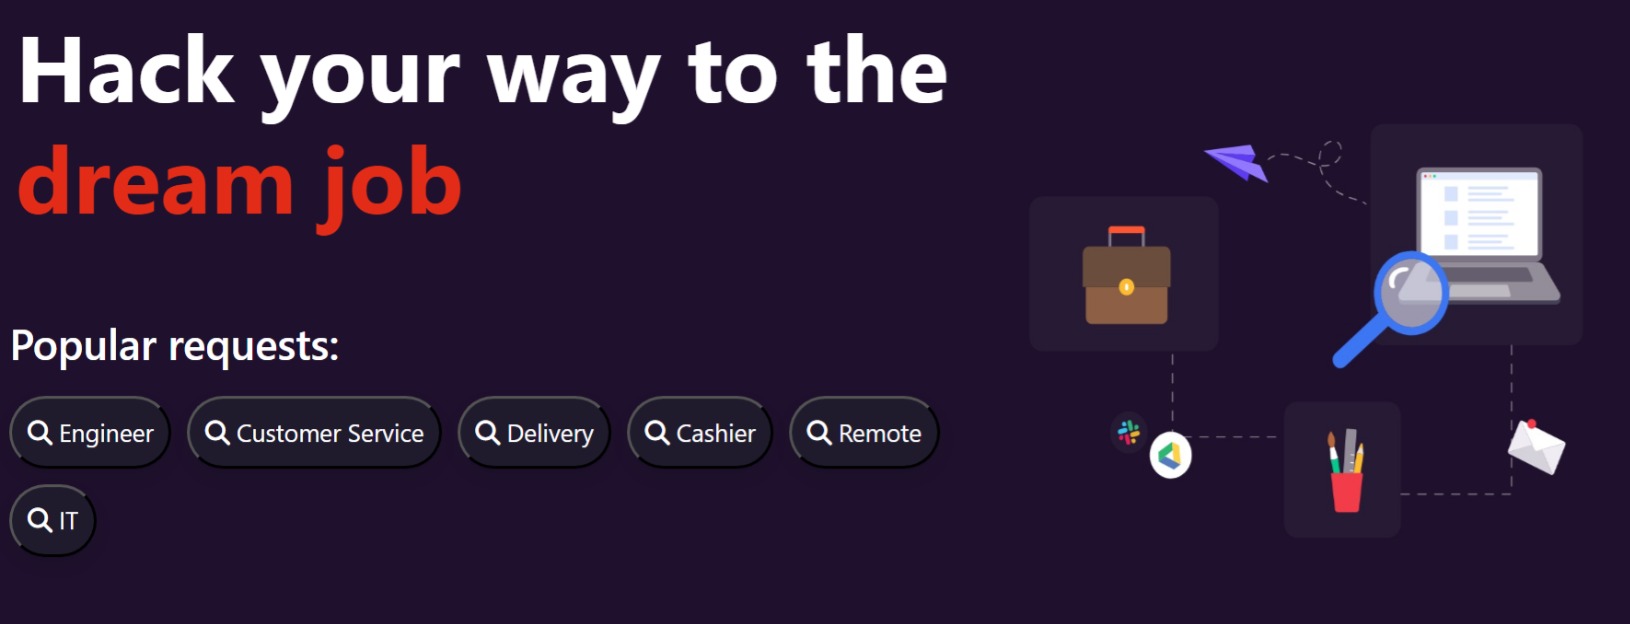 Hack your way to the
dream job
Popular requests:
Engineer Customer Service Delivery Cashier Remote
IT